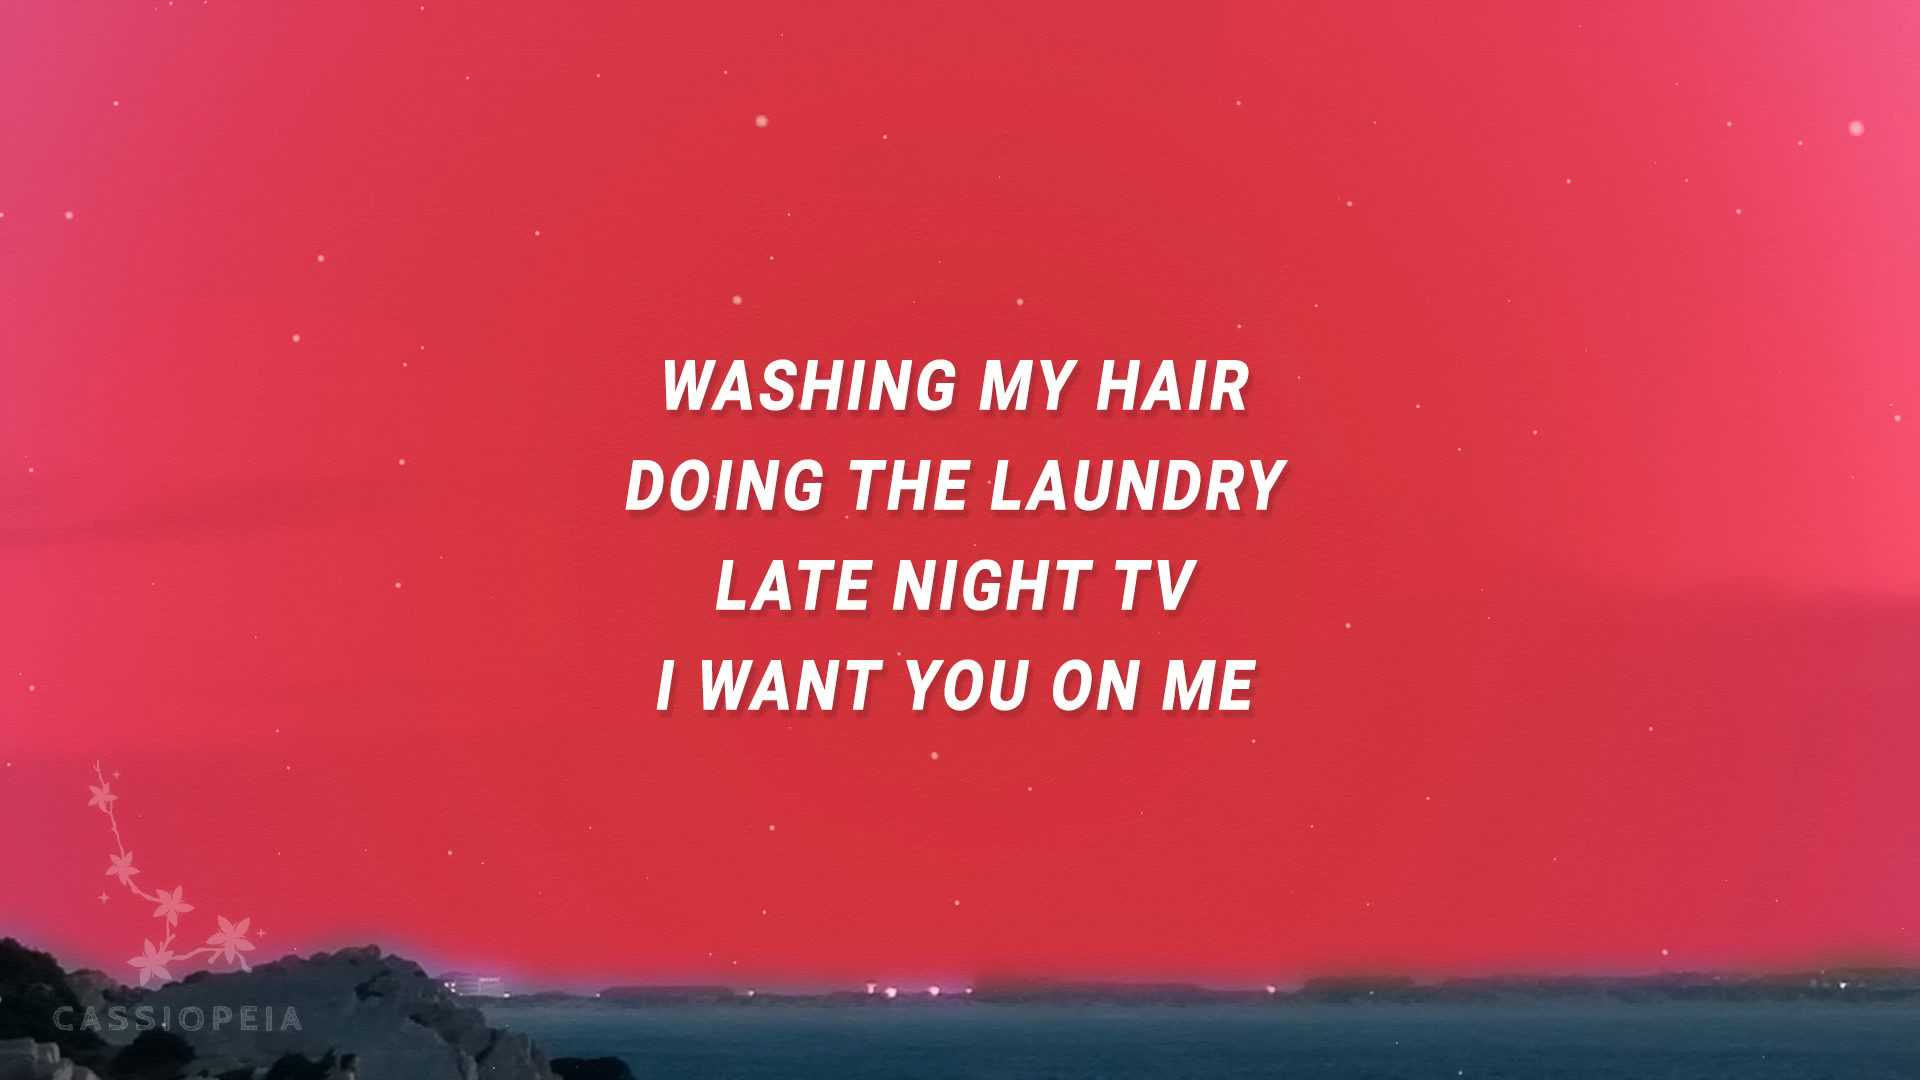 WASHING MY HAIR
DOING THE LAUNDRY
LATE NIGHT TV
I WANT YOU ON ME
CASSIOPEIA